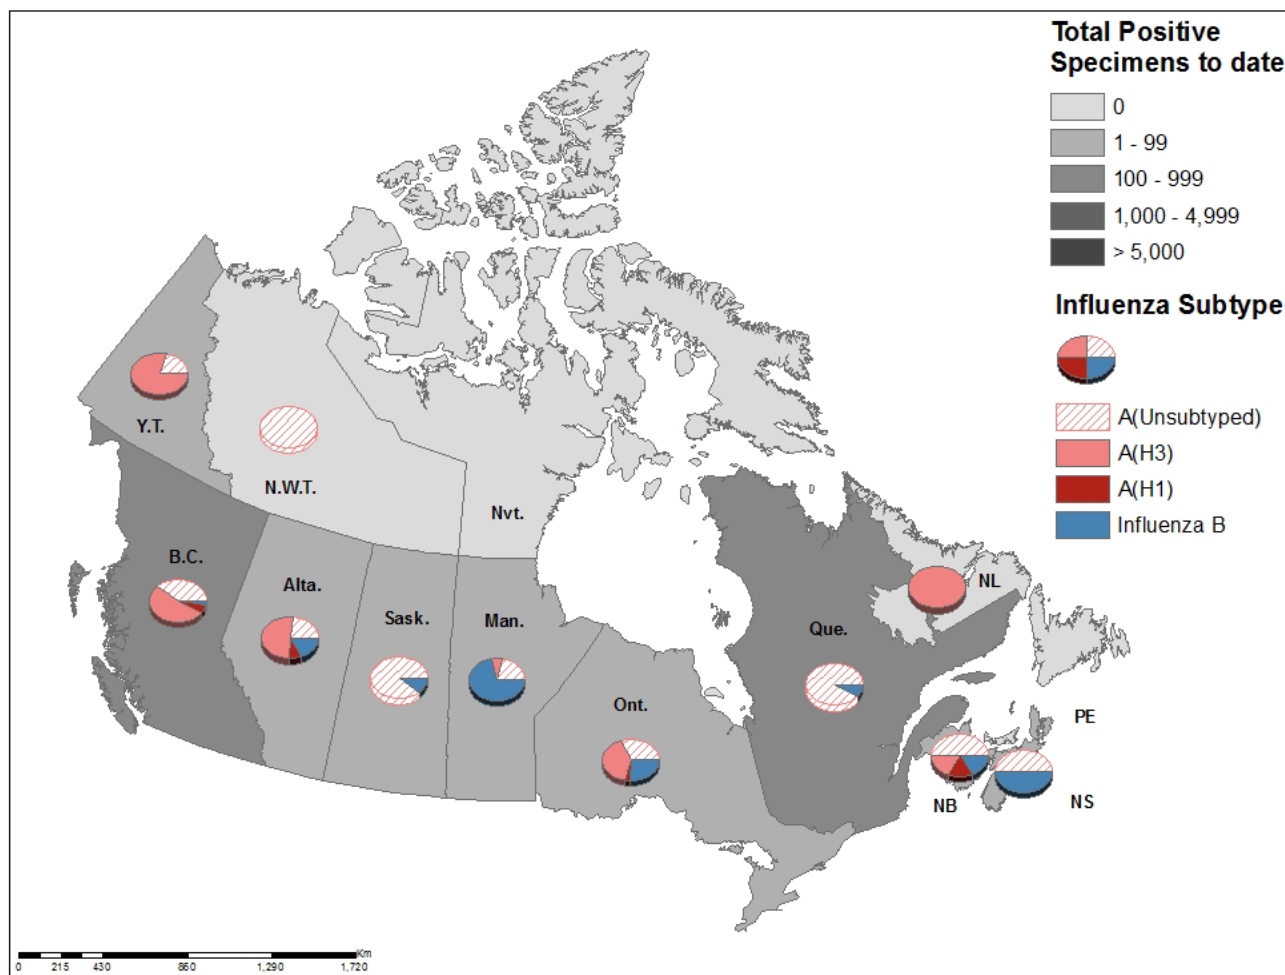 Total Positive
Specimens to date
0
1 - 99
100 - 999
1,000 - 4,999
> 5,000
Influenza Subtype
A(Unsubtyped)
A(H3)
A(H1)
Influenza B
Y.T.
N.W.T.
Nvt.
B.C.
Alta.
Sask.
Man.
Ont.
Que.
NL
PE
NB
NS
Km
0 215 430 860 1,290 1,720